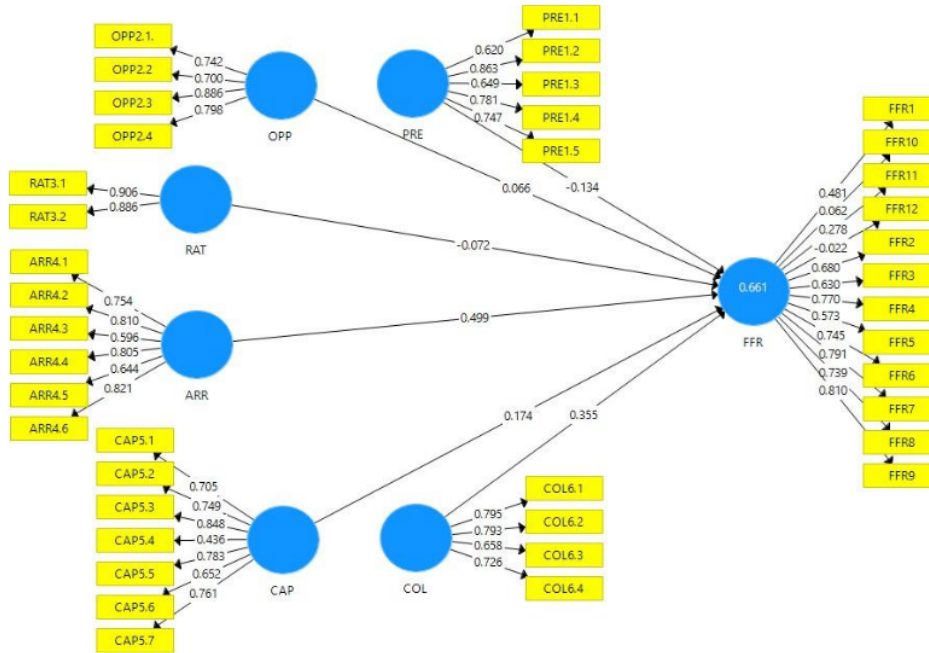 OPP2.1.
OPP2.2
OPP2.3
OPP2.4
0.742
0.700
0.886
0.798
OPP
PRE1.1
PRE1.2
PRE1.3
PRE1.4
PRE1.5
0.620
0.863
0.649
0.781
0.747
PRE
RAT3.1
RAT3.2
0.906
0.886
RAT
ARR4.1
ARR4.2
ARR4.3
ARR4.4
ARR4.5
ARR4.6
0.754
0.810
0.596
0.805
0.644
0.821
ARR
CAP5.1
CAP5.2
CAP5.3
CAP5.4
CAP5.5
CAP5.6
CAP5.7
0.705
0.749
0.848
0.436
0.783
0.652
0.761
CAP
COL6.1
COL6.2
COL6.3
COL6.4
0.795
0.793
0.658
0.726
COL
0.066
-0.134
-0.072
0.499
0.174
0.355
0.661
FFR
0.481
0.062
0.278
-0.022
0.680
0.630
0.770
0.573
0.745
0.791
0.739
0.810
FFR1
FFR10
FFR11
FFR12
FFR2
FFR3
FFR4
FFR5
FFR6
FFR7
FFR8
FFR9